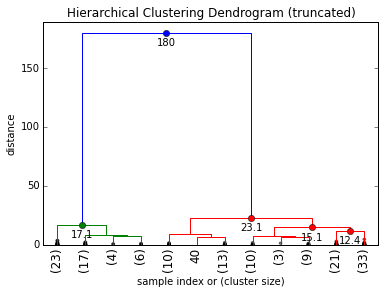 Hierarchical Clustering Dendrogram (truncated)
180
150
distance
100
50
23.1
17.1
15.1
12.4
0
(23) (17) (4) (6) (10) 40 (13) (10) (3) (9) (21) (33)
sample index or (cluster size)